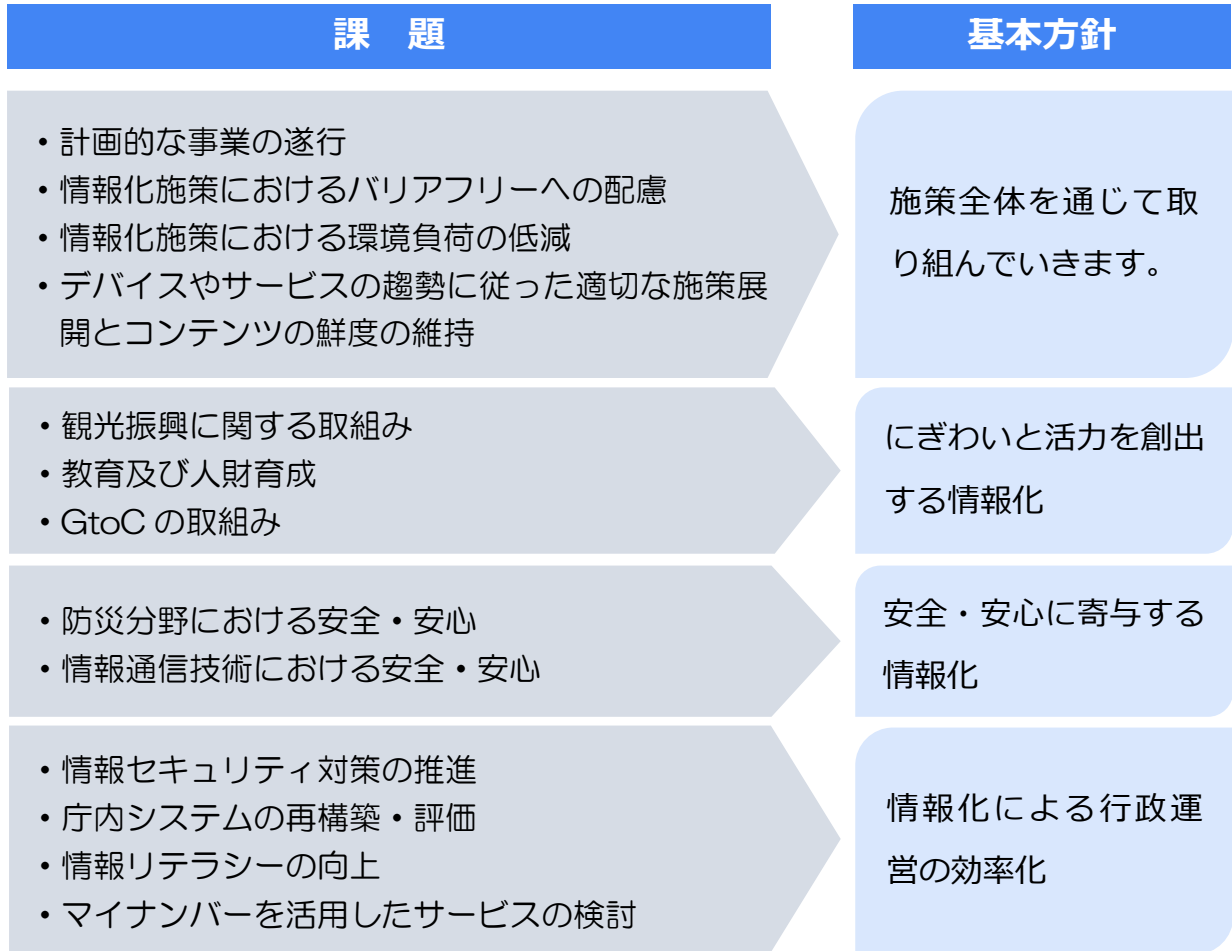 課　題
・計画的な事業の遂行
・情報化施策におけるバリアフリーへの配慮
・情報化施策における環境負荷の低減
・デバイスやサービスの趨勢に従った適切な施策展
開とコンテンツの鮮度の維持
・観光振興に関する取組み
・教育及び人財育成
・GtoC の取組み
・防災分野における安全・安心
・情報通信技術における安全・安心
・情報セキュリティ対策の推進
・庁内システムの再構築・評価
・情報リテラシーの向上
・マイナンバーを活用したサービスの検討
基本方針
施策全体を通じて取
り組んでいきます。
にぎわいと活力を創出
する情報化
安全・安心に寄与する
情報化
情報化による行政運
営の効率化